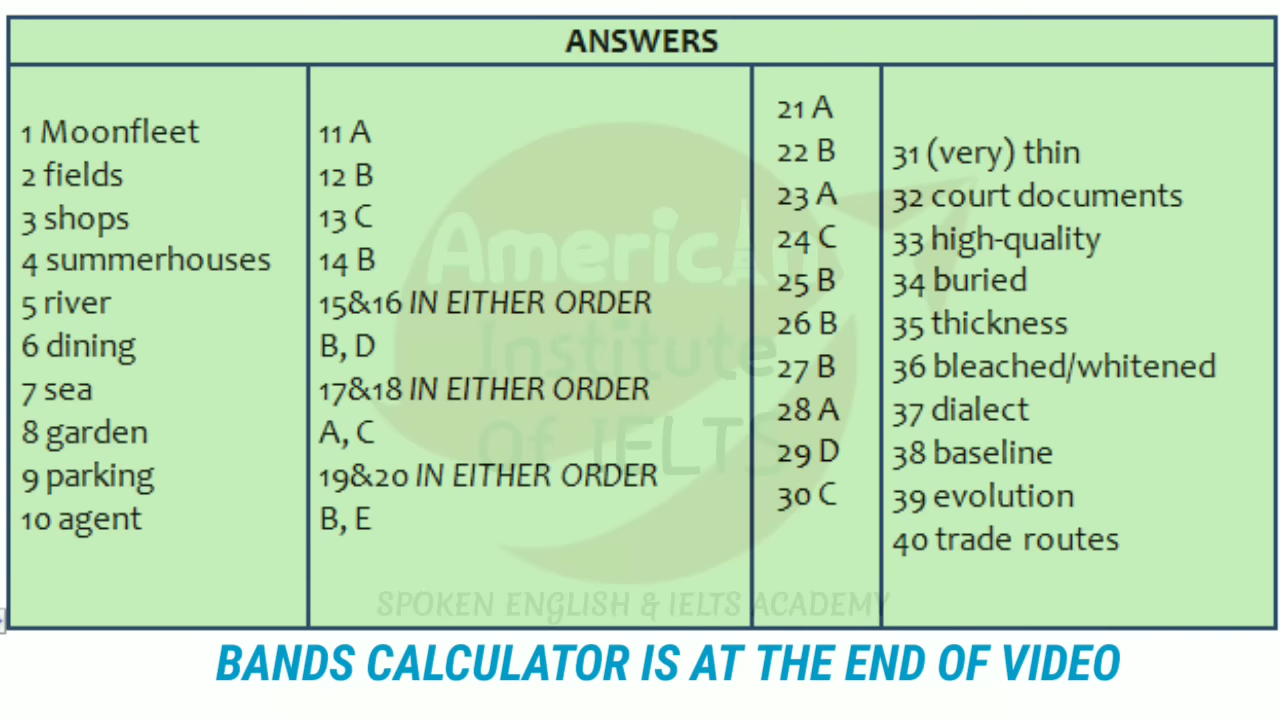 ANSWERS
1 Moonfleet
2 fields
3 shops
4 summerhouses
5 river
6 dining
7 sea
8 garden
9 parking
10 agent
11 A
12 B
13 C
14 B
15&16 IN EITHER ORDER
B, D
17&18 IN EITHER ORDER
A, C
19&20 IN EITHER ORDER
B, E
21 A
22 B
23 A
24 C
25 B
26 B
27 B
28 A
29 D
30 C
31 (very) thin
32 court documents
33 high-quality
34 buried
35 thickness
36 bleached/whitened
37 dialect
38 baseline
39 evolution
40 trade routes
American
Institute
Of IELTS
SPOKEN ENGLISH & IELTS ACADEMY
BANDS CALCULATOR IS AT THE END OF VIDEO